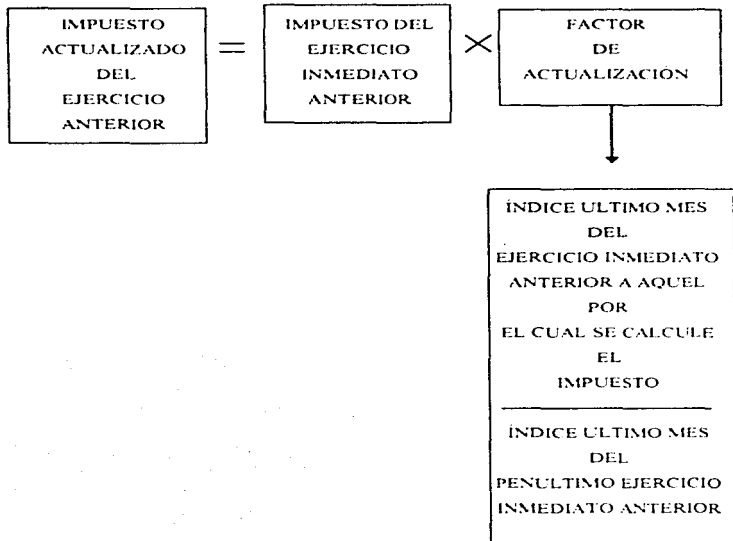 IMPUESTO
ACTUALIZADO
DEL
EJERCICIO
ANTERIOR
=
IMPUESTO DEL
EJERCICIO
INMEDIATO
ANTERIOR
×
FACTOR
DE
ACTUALIZACIÓN
ÍNDICE ULTIMO MES
DEL
EJERCICIO INMEDIATO
ANTERIOR A AQUEL
POR
EL CUAL SE CALCULE
EL
IMPUESTO
ÍNDICE ULTIMO MES
DEL
PENULTIMO EJERCICIO
INMEDIATO ANTERIOR